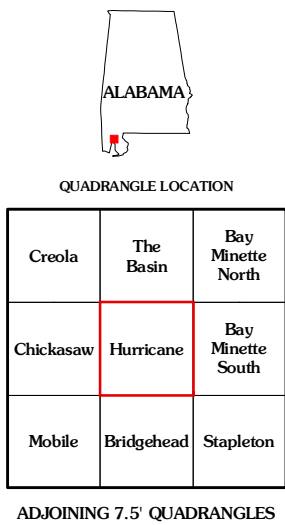 ALABAMA
QUADRANGLE LOCATION
Creola
The
Basin
Bay
Minette
North
Chickasaw
Hurricane
Bay
Minette
South
Mobile
Bridgehead
Stapleton
ADJOINING 7.5' QUADRANGLES